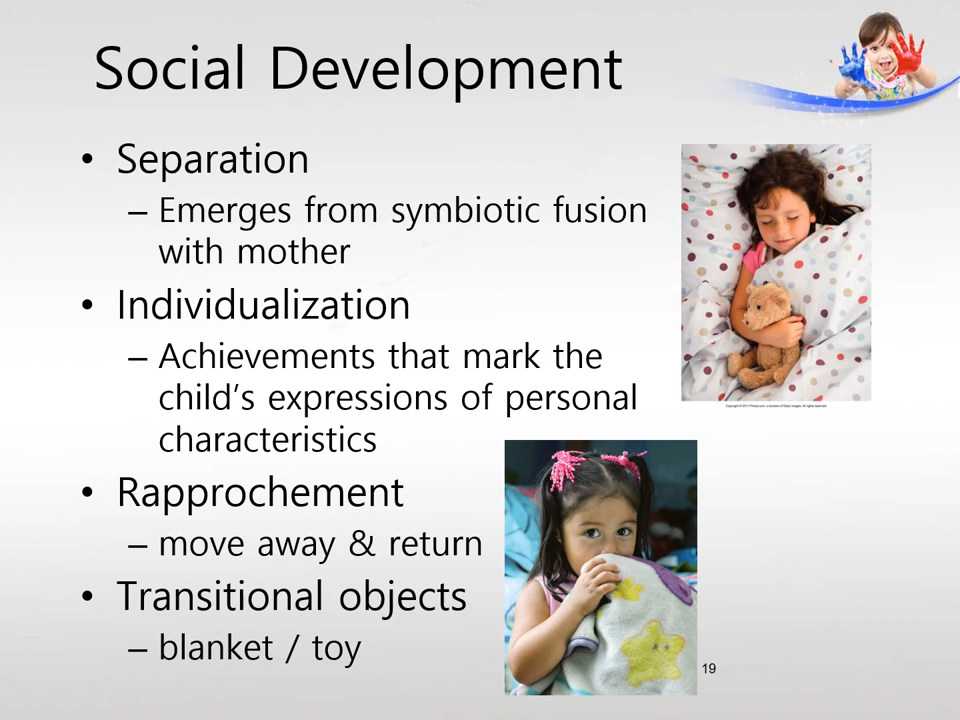 Social Development
• Separation
– Emerges from symbiotic fusion
with mother
• Individualization
– Achievements that mark the
child's expressions of personal
characteristics
• Rapprochement
– move away & return
• Transitional objects
– blanket / toy
19